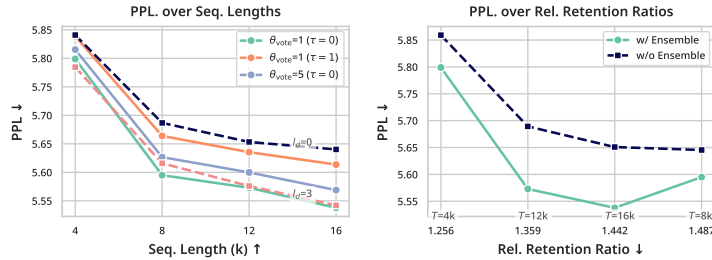 PPL. over Seq. Lengths
PPL ↓
5.85
5.80
5.75
5.70
5.65
5.60
5.55
θvote=1 (τ=0)
θvote=1 (τ=1)
θvote=5 (τ=0)
ld=0
ld=3
4
8
12
16
Seq. Length (k) ↑
PPL. over Rel. Retention Ratios
PPL ↓
5.85
5.80
5.75
5.70
5.65
5.60
5.55
w/ Ensemble
w/o Ensemble
T=4k
T=12k
T=16k
T=8k
1.256
1.359
1.442
1.487
Rel. Retention Ratio ↓